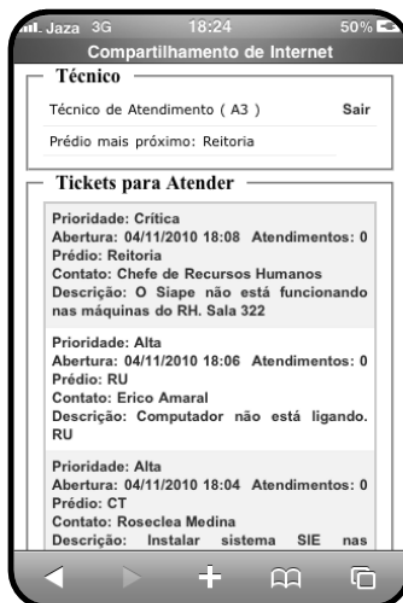 Jaza 3G 18:24 50%
Compartilhamento de Internet
Técnico
Técnico de Atendimento ( A3 ) Sair
Prédio mais próximo: Reitoria
Tickets para Atender
Prioridade: Crítica
Abertura: 04/11/2010 18:08 Atendimentos: 0
Prédio: Reitoria
Contato: Chefe de Recursos Humanos
Descrição: O Siape não está funcionando
nas máquinas do RH. Sala 322
Prioridade: Alta
Abertura: 04/11/2010 18:06 Atendimentos: 0
Prédio: RU
Contato: Erico Amaral
Descrição: Computador não está ligando.
RU
Prioridade: Alta
Abertura: 04/11/2010 18:04 Atendimentos: 0
Prédio: CT
Contato: Roseclea Medina
Descrição: Instalar sistema SIE nas